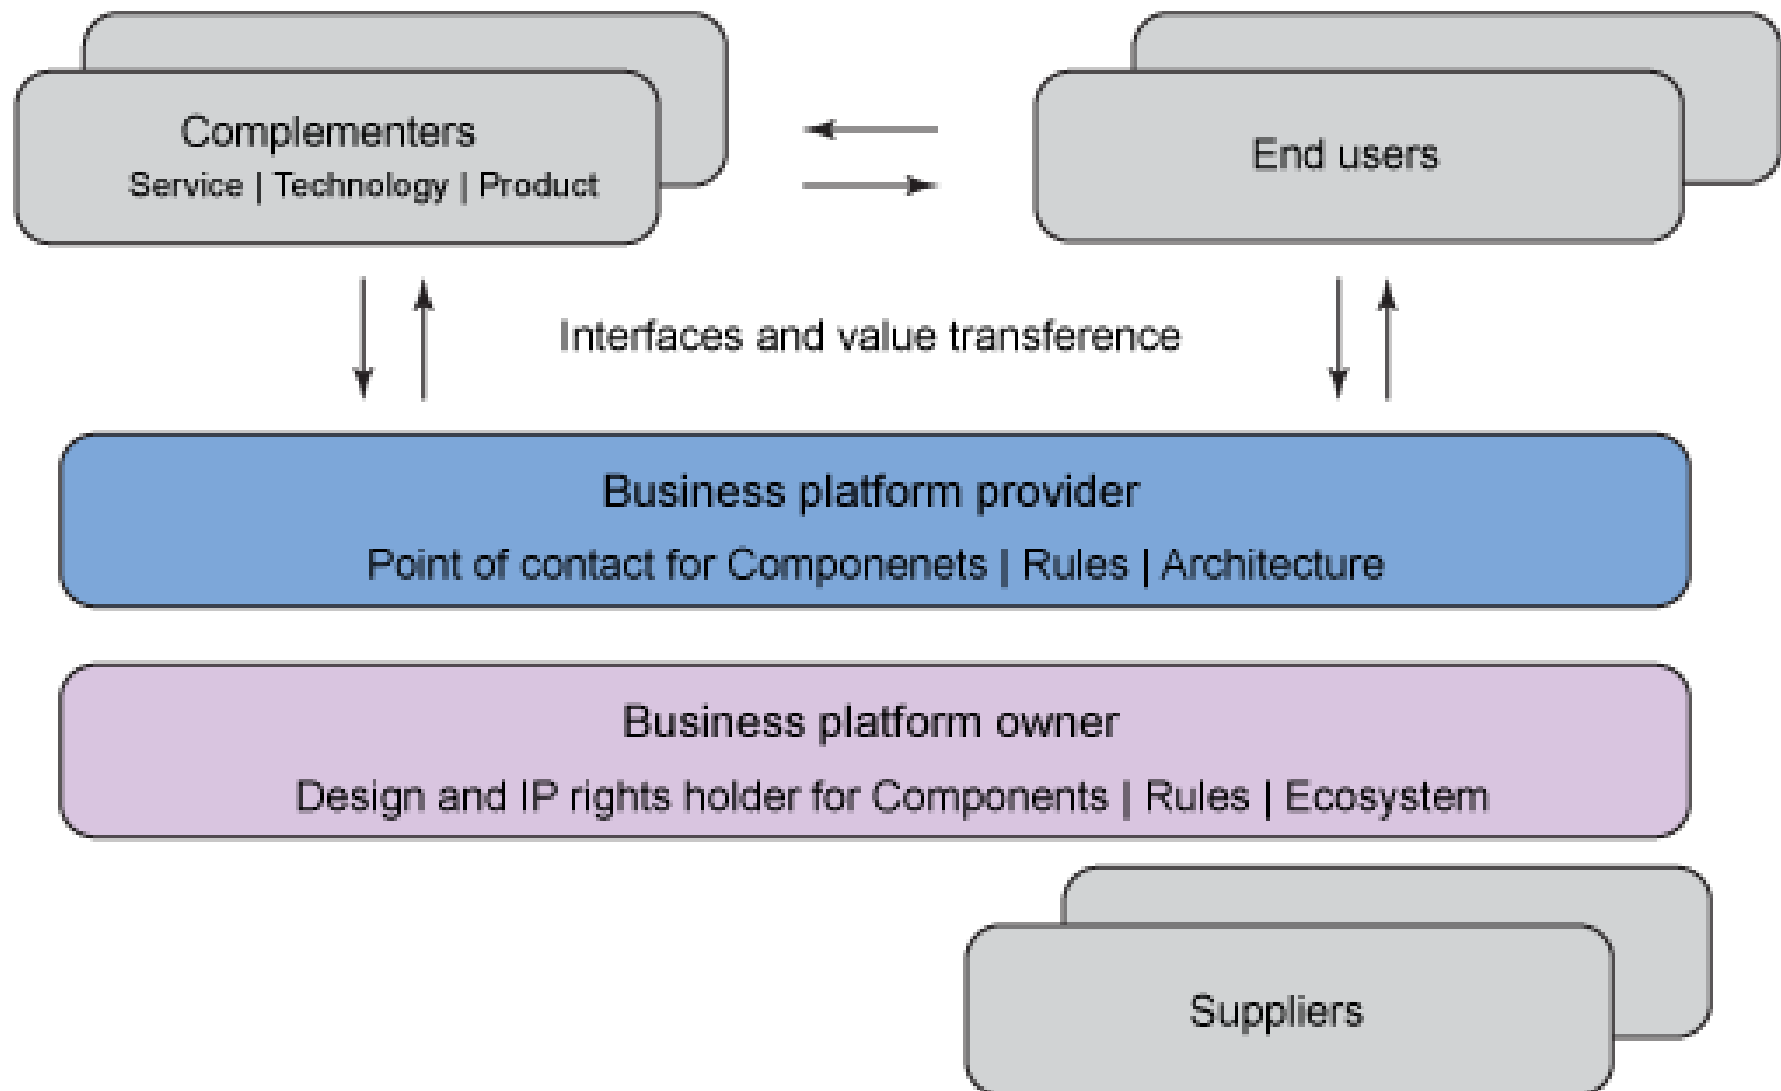 Complementers
Service | Technology | Product
End users
Interfaces and value transference
Business platform provider
Point of contact for Componenets | Rules | Architecture
Business platform owner
Design and IP rights holder for Components | Rules | Ecosystem
Suppliers